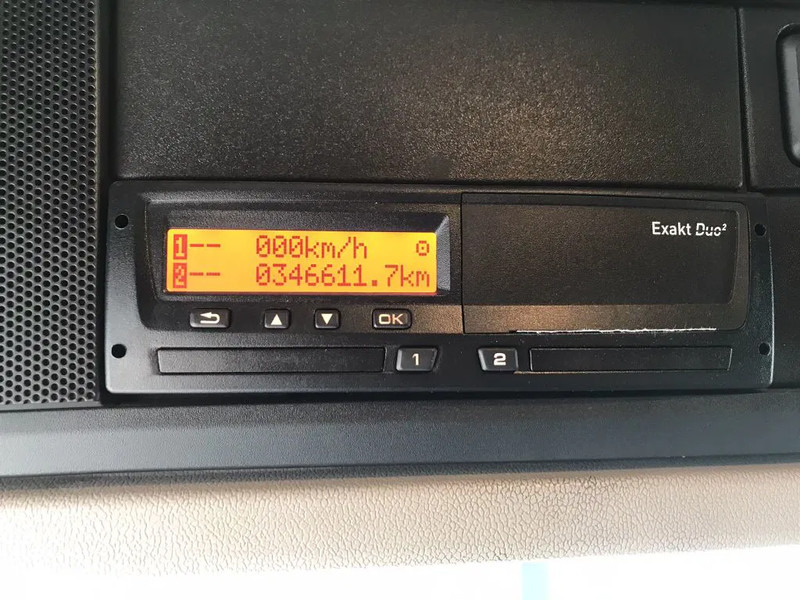 1 -- 000km/h
2 -- 0346611.7km
Exakt Duo²
OK
1
2